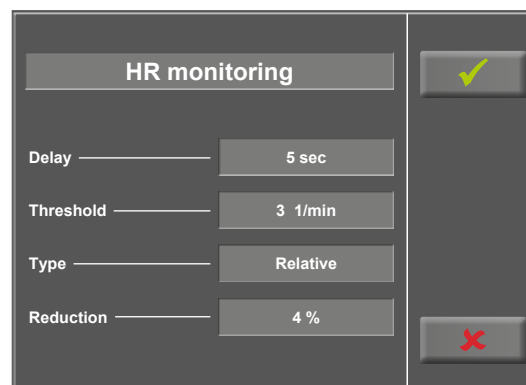 HR monitoring
Delay 5 sec
Threshold 3 1/min
Type Relative
Reduction 4 %